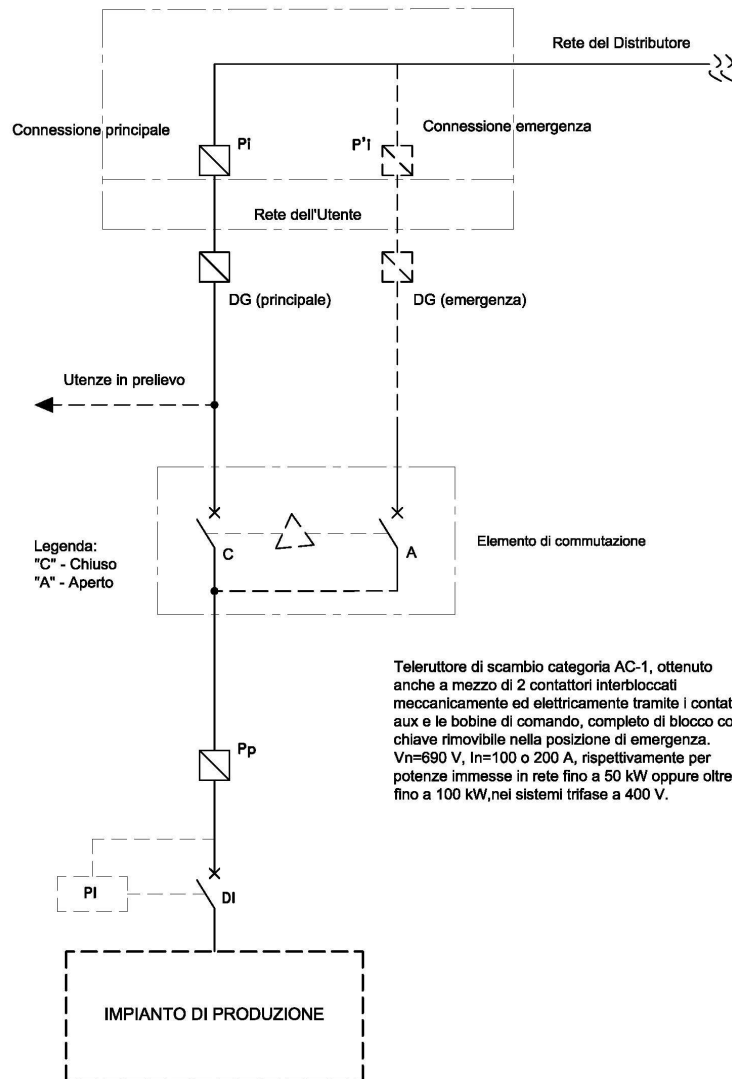 Rete del Distributore
Connessione principale
Connessione emergenza
Pi
P'i
Rete dell'Utente
DG (principale)
DG (emergenza)
Utenze in prelievo
Legenda:
"C" - Chiuso
"A" - Aperto
C
A
Elemento di commutazione
Teleruttore di scambio categoria AC-1, ottenuto
anche a mezzo di 2 contattori interbloccati
meccanicamente ed elettricamente tramite i contat
aux e le bobine di comando, completo di blocco co
chiave rimovibile nella posizione di emergenza.
Vn=690 V, In=100 o 200 A, rispettivamente per
potenze immesse in rete fino a 50 kW oppure oltre
fino a 100 kW,nei sistemi trifase a 400 V.
Pp
PI
DI
IMPIANTO DI PRODUZIONE